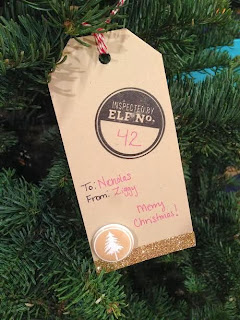 INSPECTED BY
ELF No.
42
To: Nicholas
From: Ziggy
Merry
Christmas!